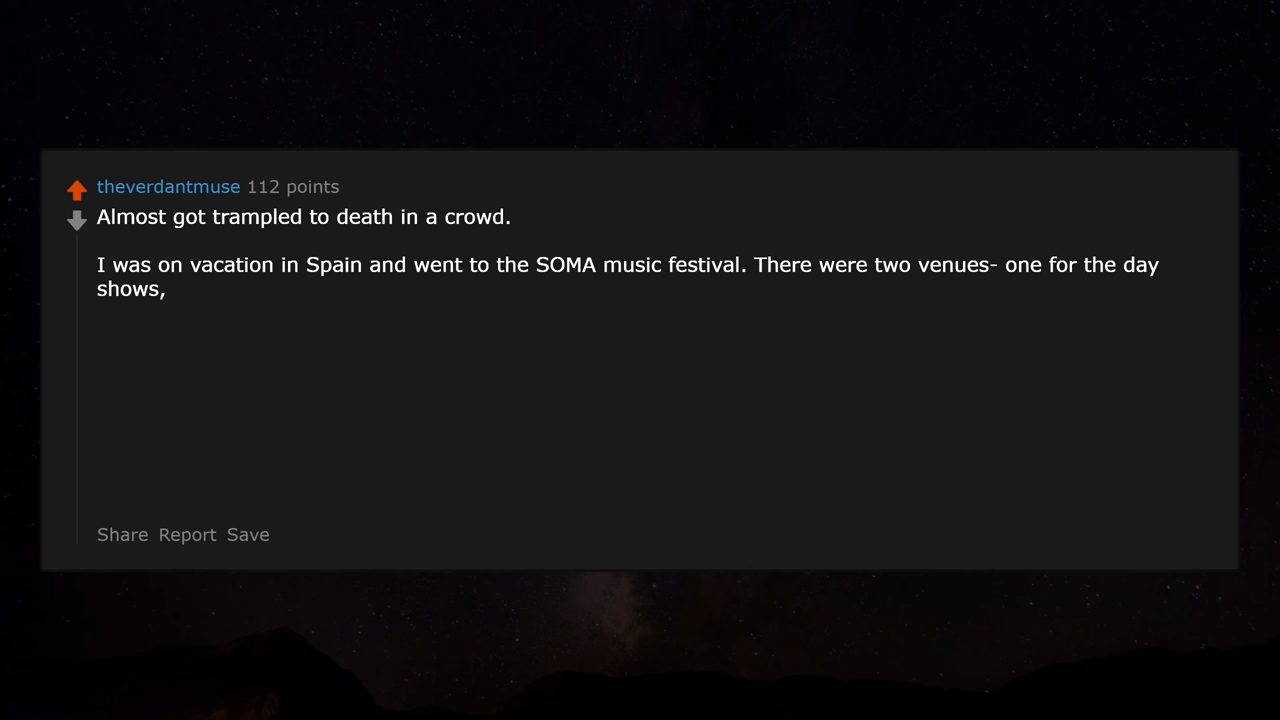 theverdantmuse 112 points
Almost got trampled to death in a crowd.
I was on vacation in Spain and went to the SOMA music festival. There were two venues- one for the day
shows,
Share Report Save